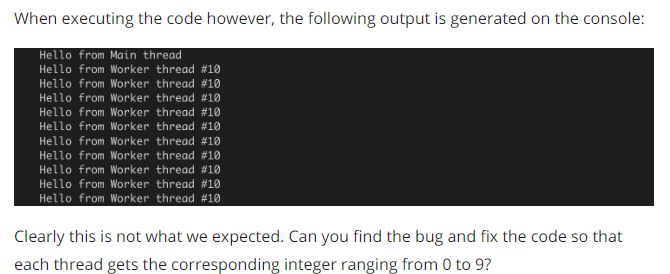 When executing the code however, the following output is generated on the console:
Hello from Main thread
Hello from Worker thread #10
Hello from Worker thread #10
Hello from Worker thread #10
Hello from Worker thread #10
Hello from Worker thread #10
Hello from Worker thread #10
Hello from Worker thread #10
Hello from Worker thread #10
Hello from Worker thread #10
Hello from Worker thread #10
Clearly this is not what we expected. Can you find the bug and fix the code so that
each thread gets the corresponding integer ranging from 0 to 9?